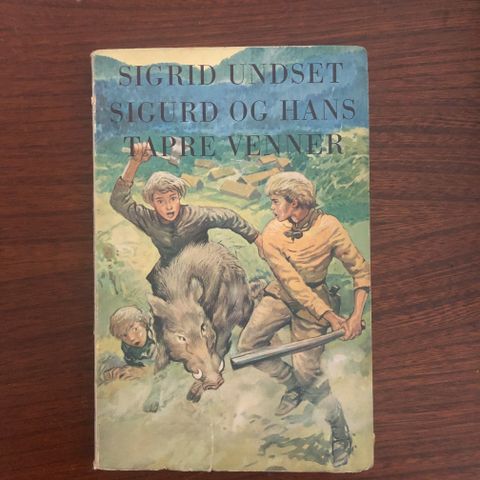 SIGRID UNDSET
SIGURD OG HANS
TAPRE VENNER